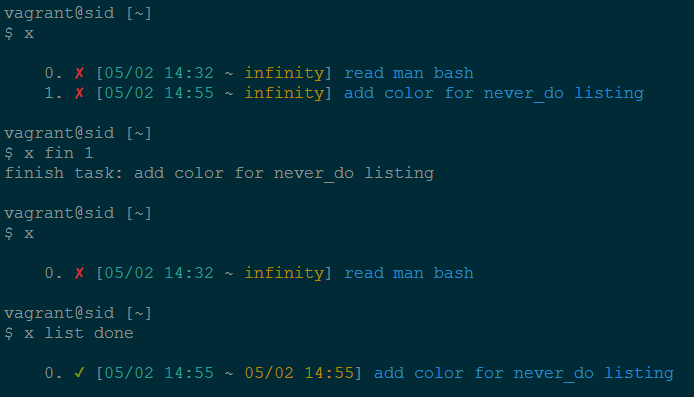 vagrant@sid [~]
$ x
0. ✗ [05/02 14:32 ~ infinity] read man bash
1. ✗ [05/02 14:55 ~ infinity] add color for never_do listing
vagrant@sid [~]
$ x fin 1
finish task: add color for never_do listing
vagrant@sid [~]
$ x
0. ✗ [05/02 14:32 ~ infinity] read man bash
vagrant@sid [~]
$ x list done
0. ✓ [05/02 14:55 ~ 05/02 14:55] add color for never_do listing